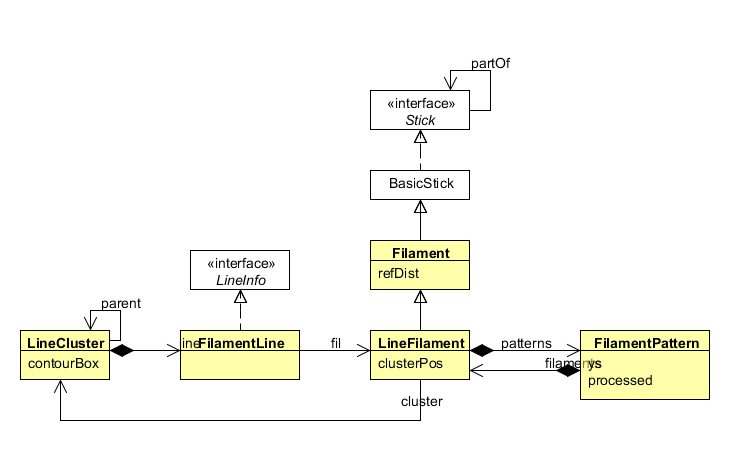 partOf
«interface»
Stick
BasicStick
Filament
refDist
«interface»
LineInfo
parent
LineCluster
contourBox
ine
FilamentLine
fil
LineFilament
clusterPos
patterns
FilamentPattern
filaments
ys
processed
cluster